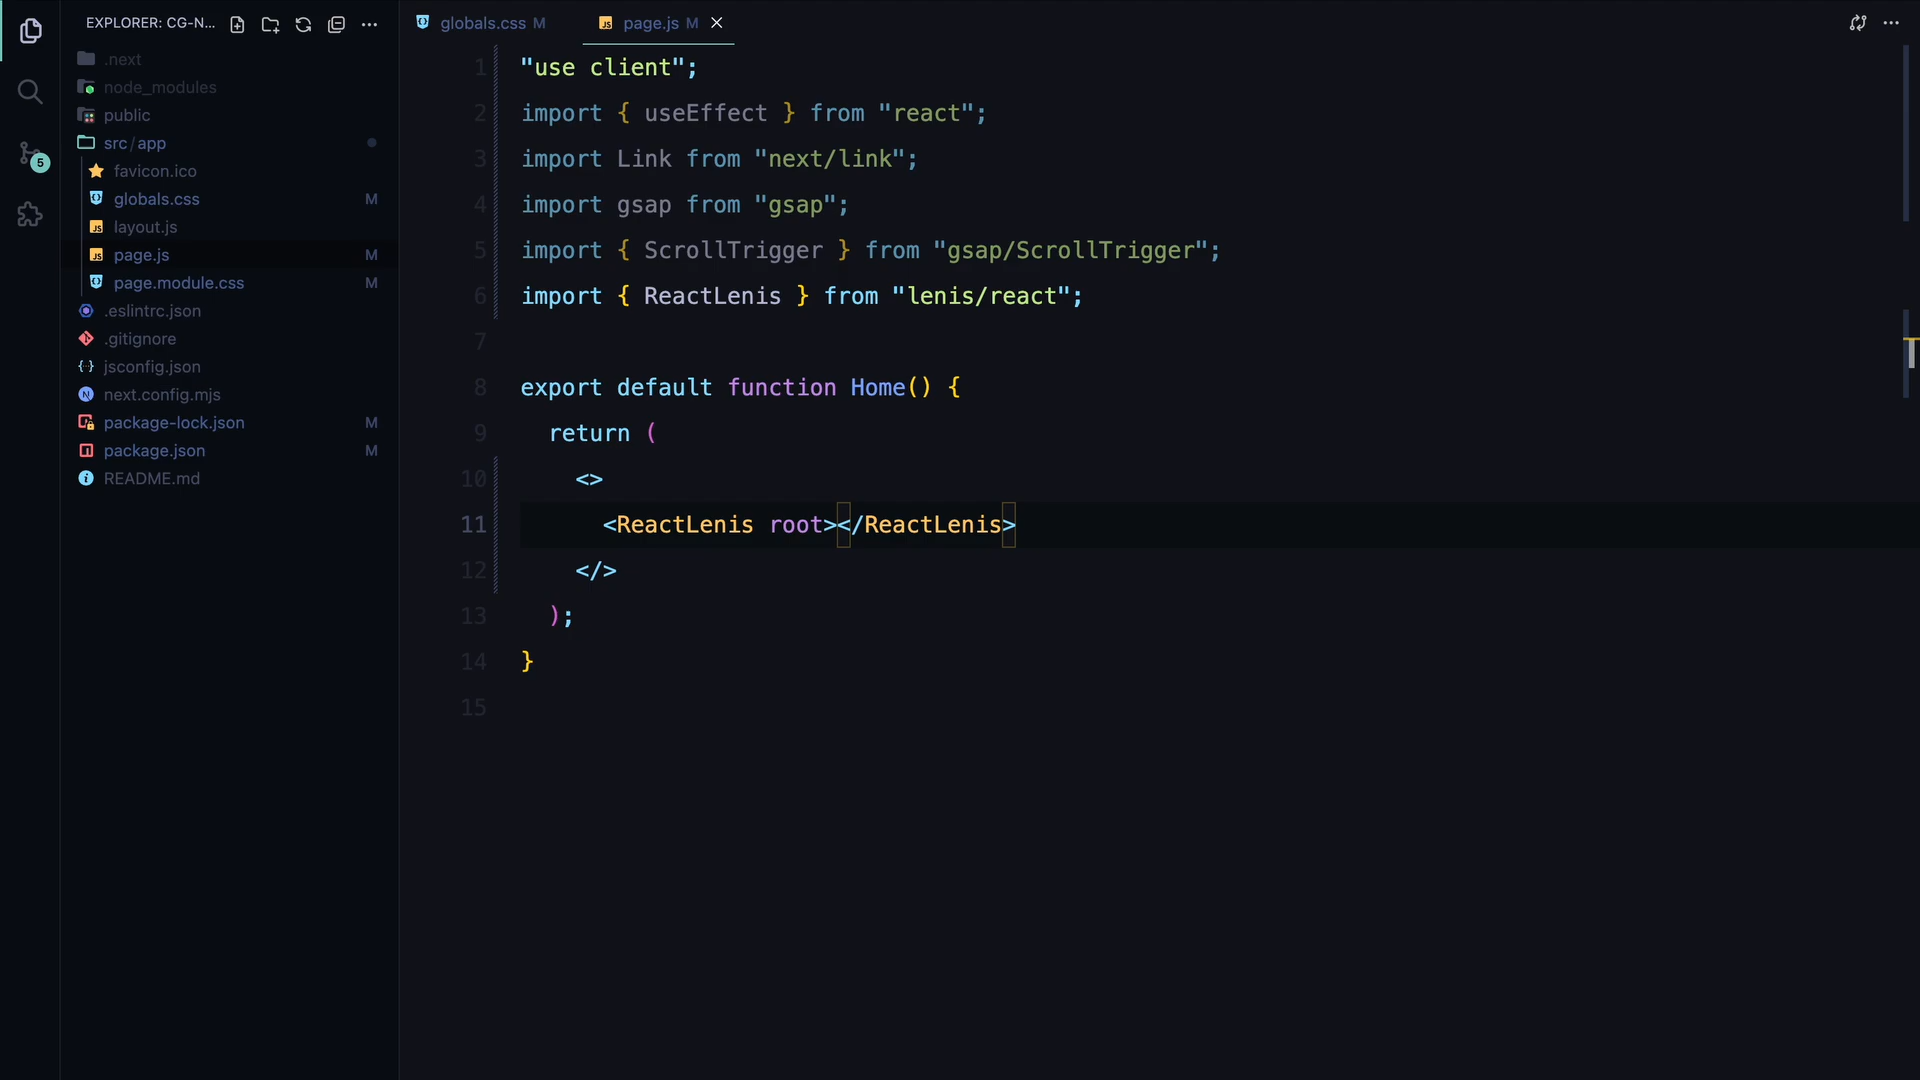 EXPLORER: CG-N...
.next
node_modules
public
src/app
favicon.ico
globals.css M
layout.js
page.js M
page.module.css M
.eslintrc.json
.gitignore
jsconfig.json
next.config.mjs
package-lock.json M
package.json M
README.md
5
globals.css M
page.js M
1 "use client";
2 import { useEffect } from "react";
3 import Link from "next/link";
4 import gsap from "gsap";
5 import { ScrollTrigger } from "gsap/ScrollTrigger";
6 import { ReactLenis } from "lenis/react";
7
8 export default function Home() {
9 return (
10 <>
11 <ReactLenis root></ReactLenis>
12 </>
13 );
14 }
15